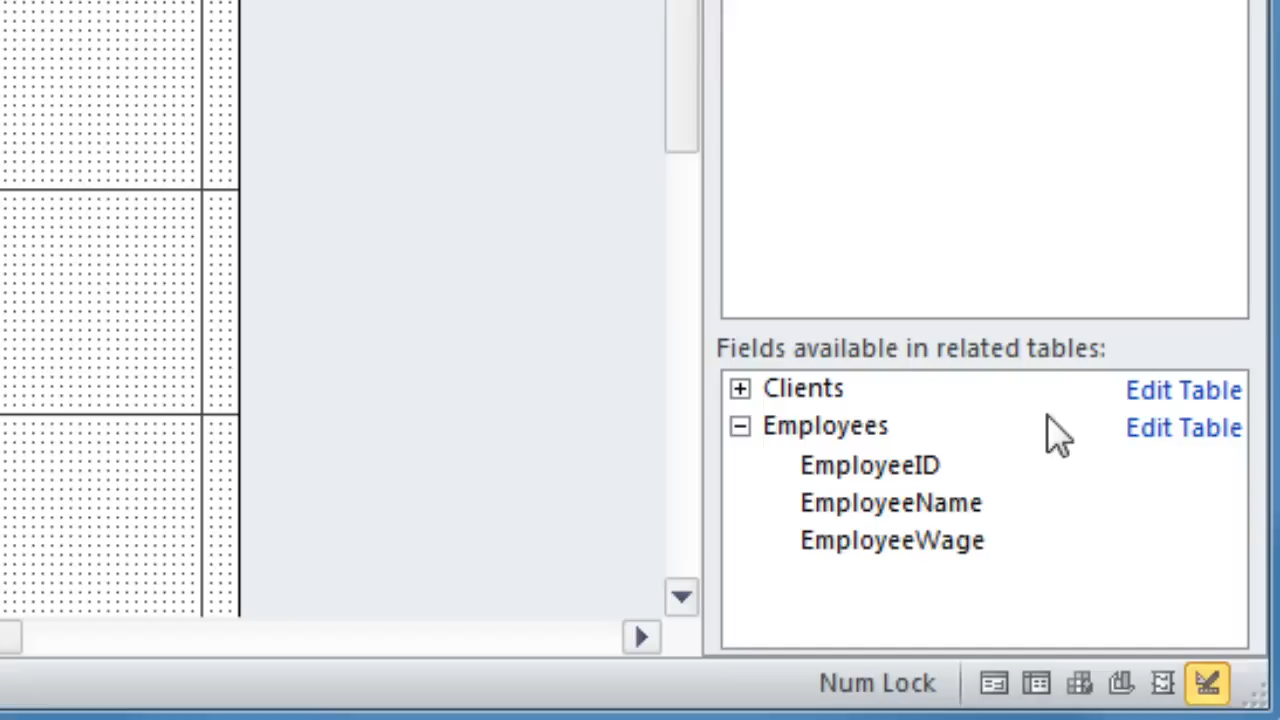 Fields available in related tables:
Clients Edit Table
Employees Edit Table
EmployeeID
EmployeeName
EmployeeWage
Num Lock